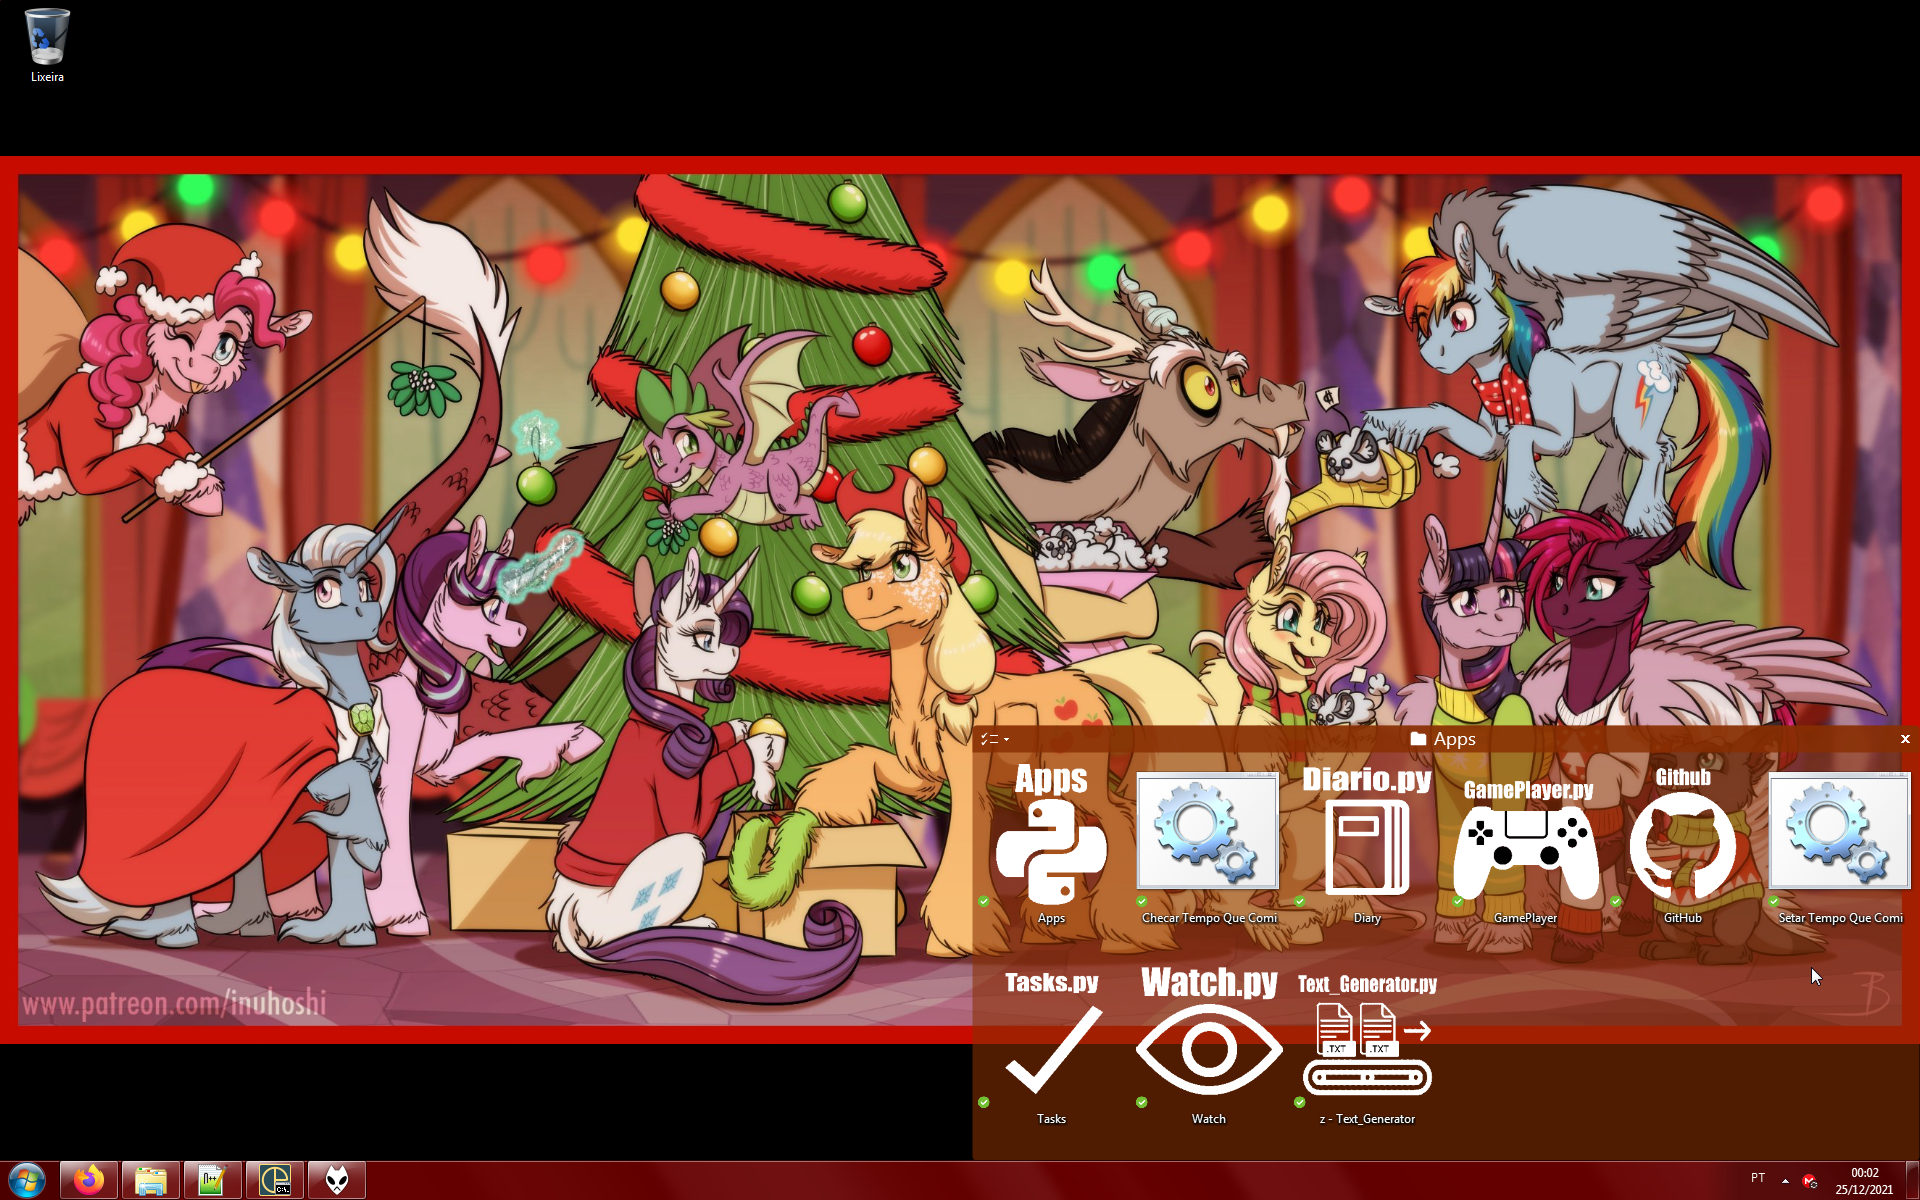 Lixeira
www.patreon.com/inuhoshi
Apps
x
Apps
Diario.py
GamePlayer.py
Github
Apps
Checar Tempo Que Comi
Diary
GamePlayer
GitHub
Setar Tempo Que Comi
Tasks.py
Watch.py
Text_Generator.py
.TXT
.TXT
Tasks
Watch
z - Text_Generator
PT
00:02
25/12/2021